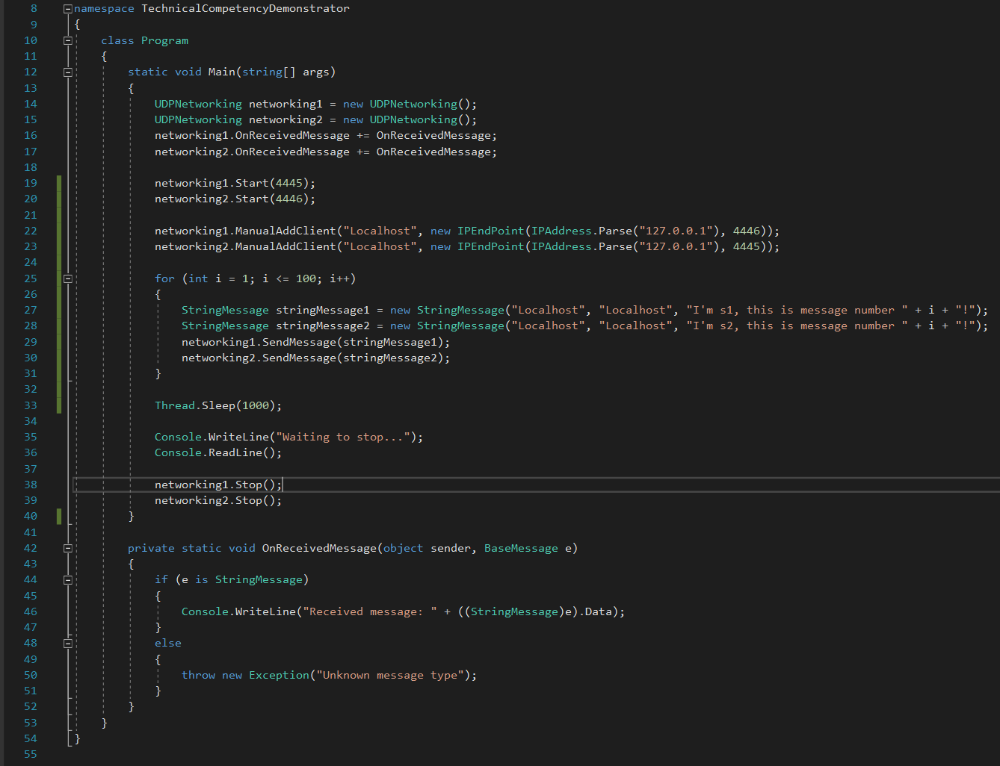 8 namespace TechnicalCompetencyDemonstrator
9 {
10 class Program
11 {
12 static void Main(string[] args)
13 {
14 UDPNetworking networking1 = new UDPNetworking();
15 UDPNetworking networking2 = new UDPNetworking();
16 networking1.OnReceivedMessage += OnReceivedMessage;
17 networking2.OnReceivedMessage += OnReceivedMessage;
18
19 networking1.Start(4445);
20 networking2.Start(4446);
21
22 networking1.ManualAddClient("Localhost", new IPEndPoint(IPAddress.Parse("127.0.0.1"), 4446));
23 networking2.ManualAddClient("Localhost", new IPEndPoint(IPAddress.Parse("127.0.0.1"), 4445));
24
25 for (int i = 1; i <= 100; i++)
26 {
27 StringMessage stringMessage1 = new StringMessage("Localhost", "Localhost", "I'm s1, this is message number " + i + "!");
28 StringMessage stringMessage2 = new StringMessage("Localhost", "Localhost", "I'm s2, this is message number " + i + "!");
29 networking1.SendMessage(stringMessage1);
30 networking2.SendMessage(stringMessage2);
31 }
32
33 Thread.Sleep(1000);
34
35 Console.WriteLine("Waiting to stop...");
36 Console.ReadLine();
37
38 networking1.Stop();
39 networking2.Stop();
40 }
41
42 private static void OnReceivedMessage(object sender, BaseMessage e)
43 {
44 if (e is StringMessage)
45 {
46 Console.WriteLine("Received message: " + ((StringMessage)e).Data);
47 }
48 else
49 {
50 throw new Exception("Unknown message type");
51 }
52 }
53 }
54 }
55